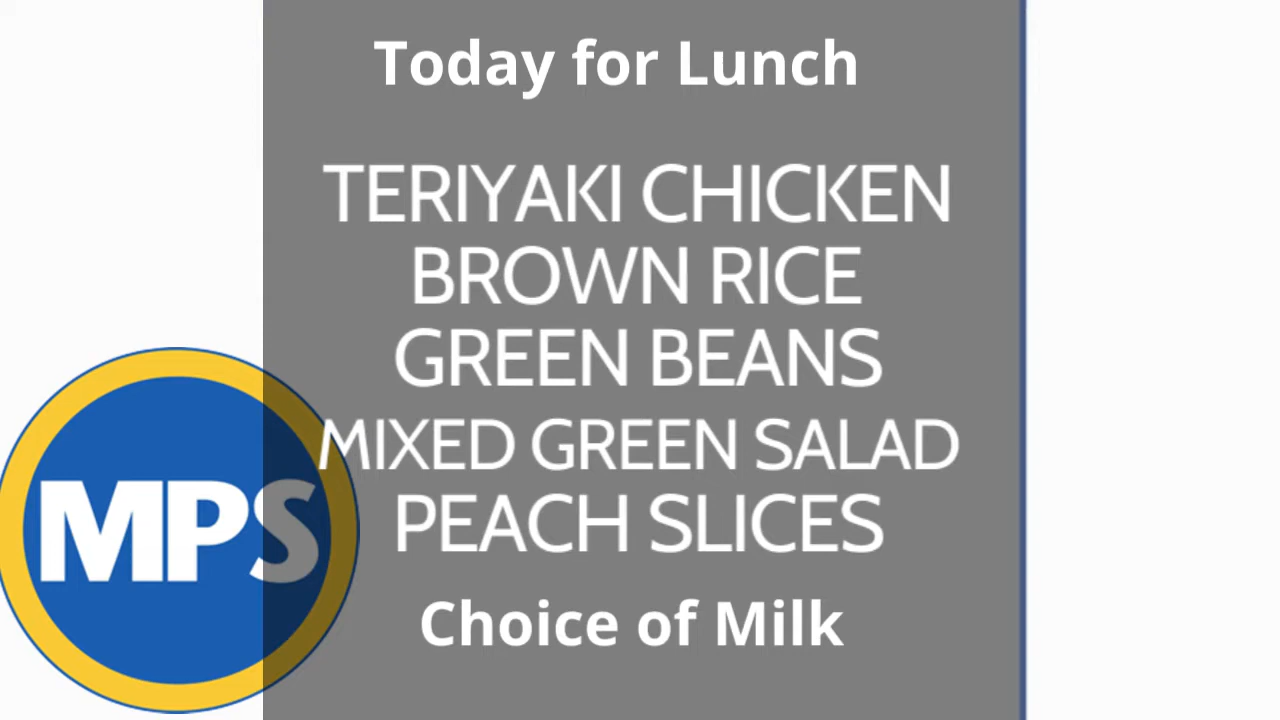 Today for Lunch
TERIYAKI CHICKEN
BROWN RICE
GREEN BEANS
MIXED GREEN SALAD
PEACH SLICES
MPS
Choice of Milk